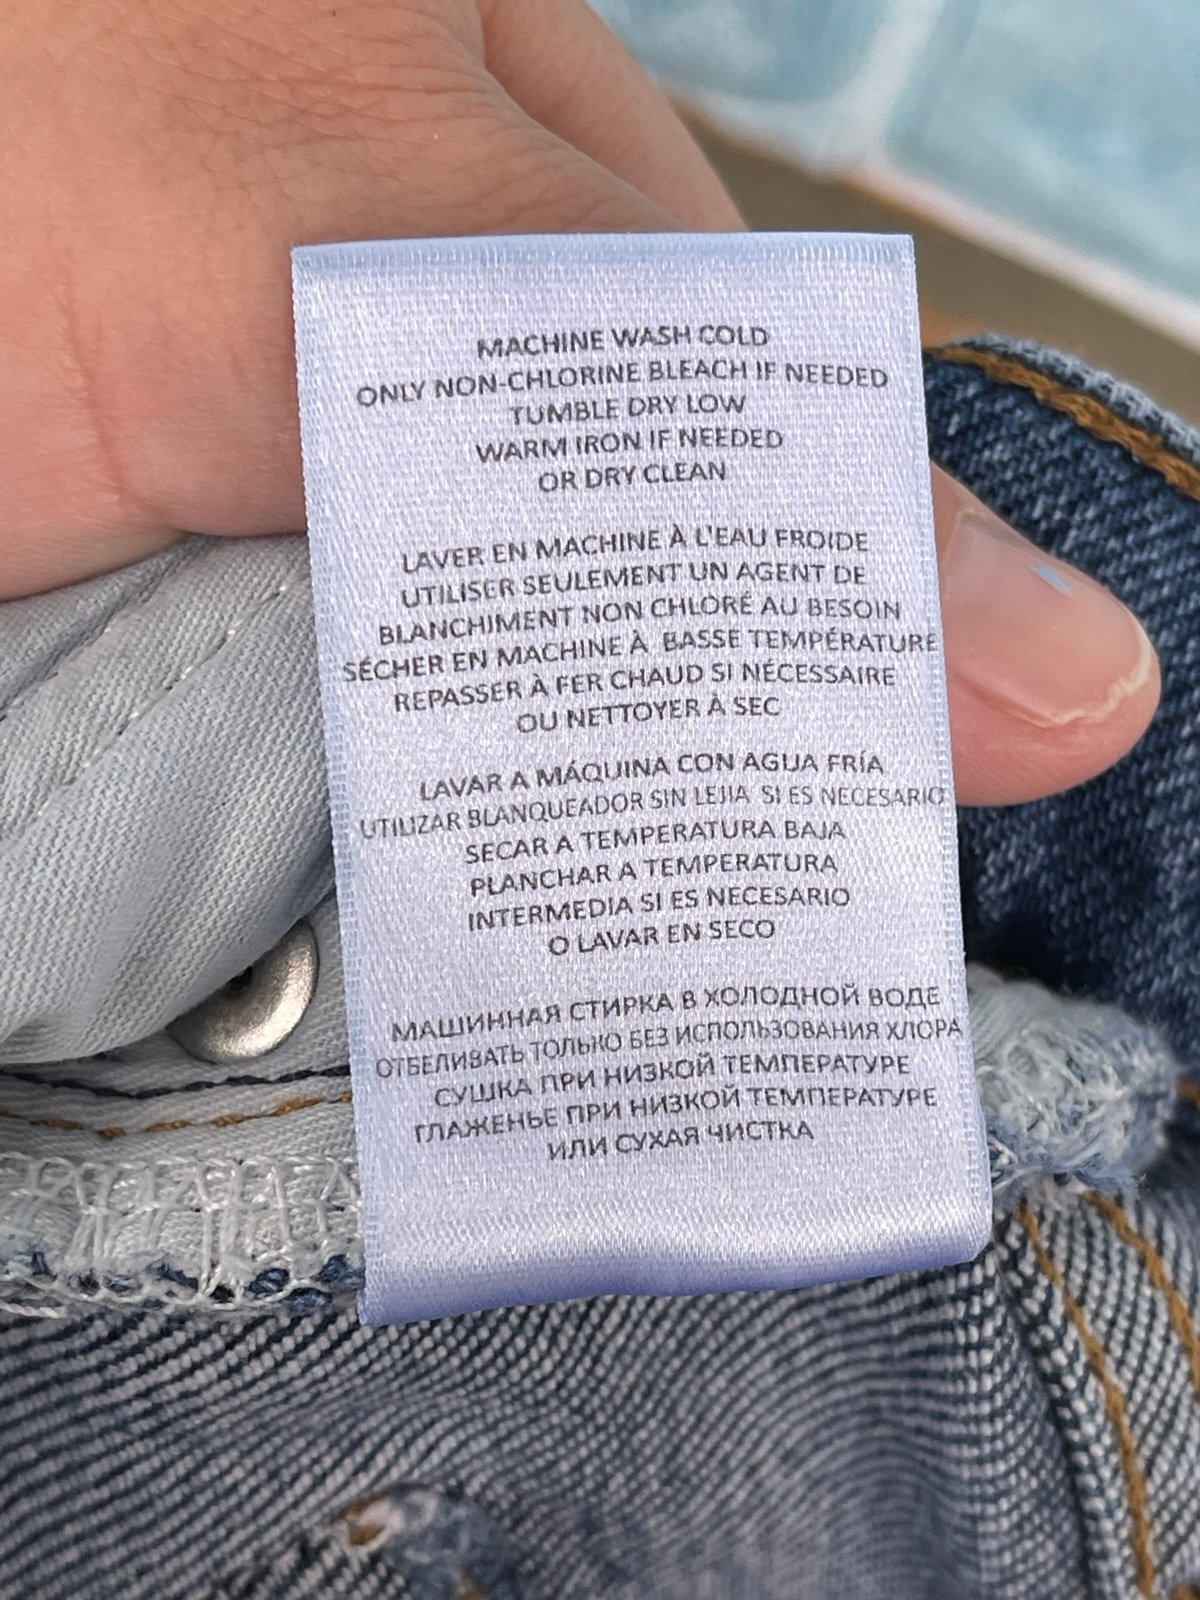 MACHINE WASH COLD
ONLY NON-CHLORINE BLEACH IF NEEDED
TUMBLE DRY LOW
WARM IRON IF NEEDED
OR DRY CLEAN
LAVER EN MACHINE À L'EAU FROIDE
UTILISER SEULEMENT UN AGENT DE
BLANCHIMENT NON CHLORÉ AU BESOIN
SÉCHER EN MACHINE À BASSE TEMPÉRATURE
REPASSER À FER CHAUD SI NÉCESSAIRE
OU NETTOYER À SEC
LAVAR A MÁQUINA CON AGUA FRÍA
UTILIZAR BLANQUEADOR SIN LEJIA SI ES NECESARIO
SECAR A TEMPERATURA BAJA
PLANCHAR A TEMPERATURA
INTERMEDIA SI ES NECESARIO
O LAVAR EN SECO
МАШИННАЯ СТИРКА В ХОЛОДНОЙ ВОДЕ
ОТБЕЛИВАТЬ ТОЛЬКО БЕЗ ИСПОЛЬЗОВАНИЯ ХЛОРА
СУШКА ПРИ НИЗКОЙ ТЕМПЕРАТУРЕ
ГЛАЖЕНЬЕ ПРИ НИЗКОЙ ТЕМПЕРАТУРЕ
ИЛИ СУХАЯ ЧИСТКА